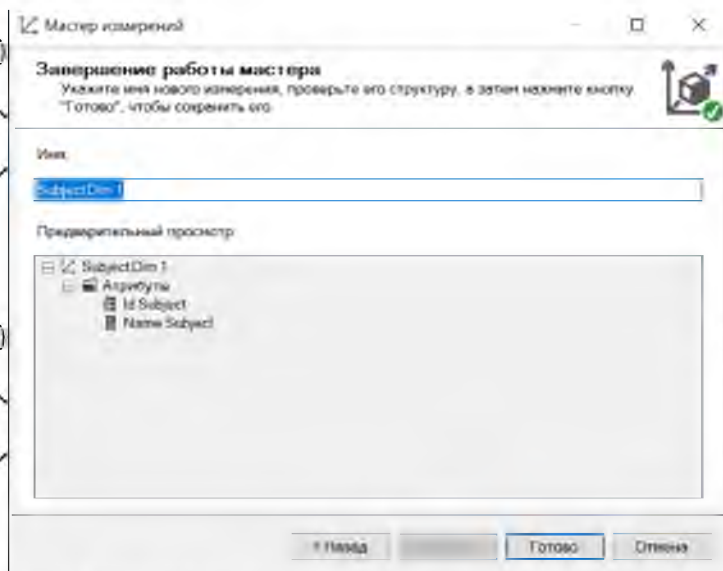 Мастер измерений
Завершение работы мастера
Укажите имя нового измерения, проверьте его структуру, а затем нажмите кнопку
"Готово", чтобы сохранить его.
Имя:
SubjectDim 1
Предварительный просмотр:
SubjectDim 1
Атрибуты
Id Subject
Name Subject
< Назад
Готово
Отмена